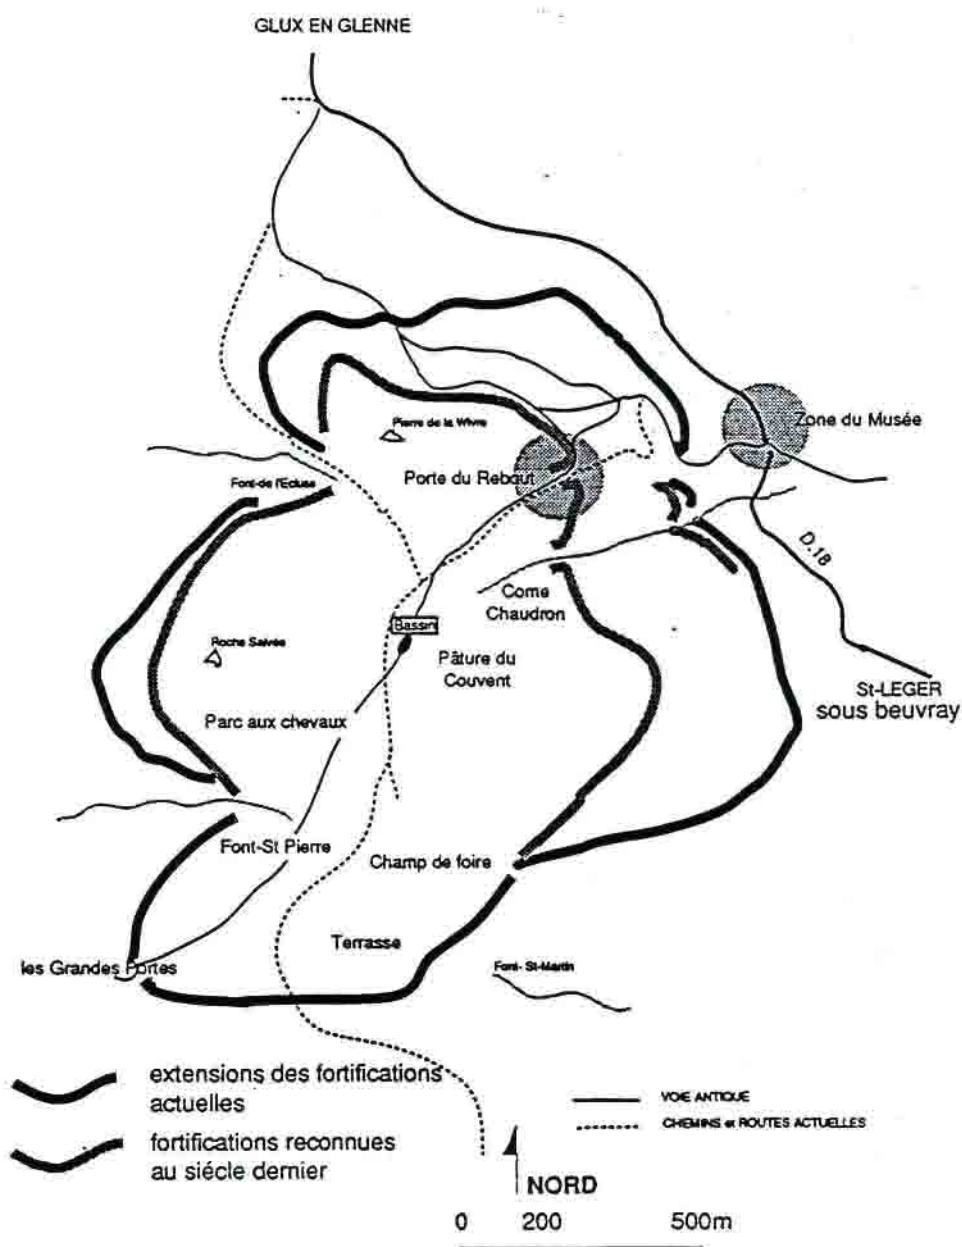 GLUX EN GLENNE
Pierre de la Wivre
Zone du Musée
Porte du Rebout
Font-de l'Ecluse
D.18
Come
Chaudron
Bassin
Roche Salvée
Pâture du
Couvent
St-LEGER
sous beuvray
Parc aux chevaux
Font-St Pierre
Champ de foire
Terrasse
les Grandes Portes
Font- St-Martin
extensions des fortifications
actuelles
fortifications reconnues
au siécle dernier
VOIE ANTIQUE
CHEMINS et ROUTES ACTUELLES
NORD
0 200 500m